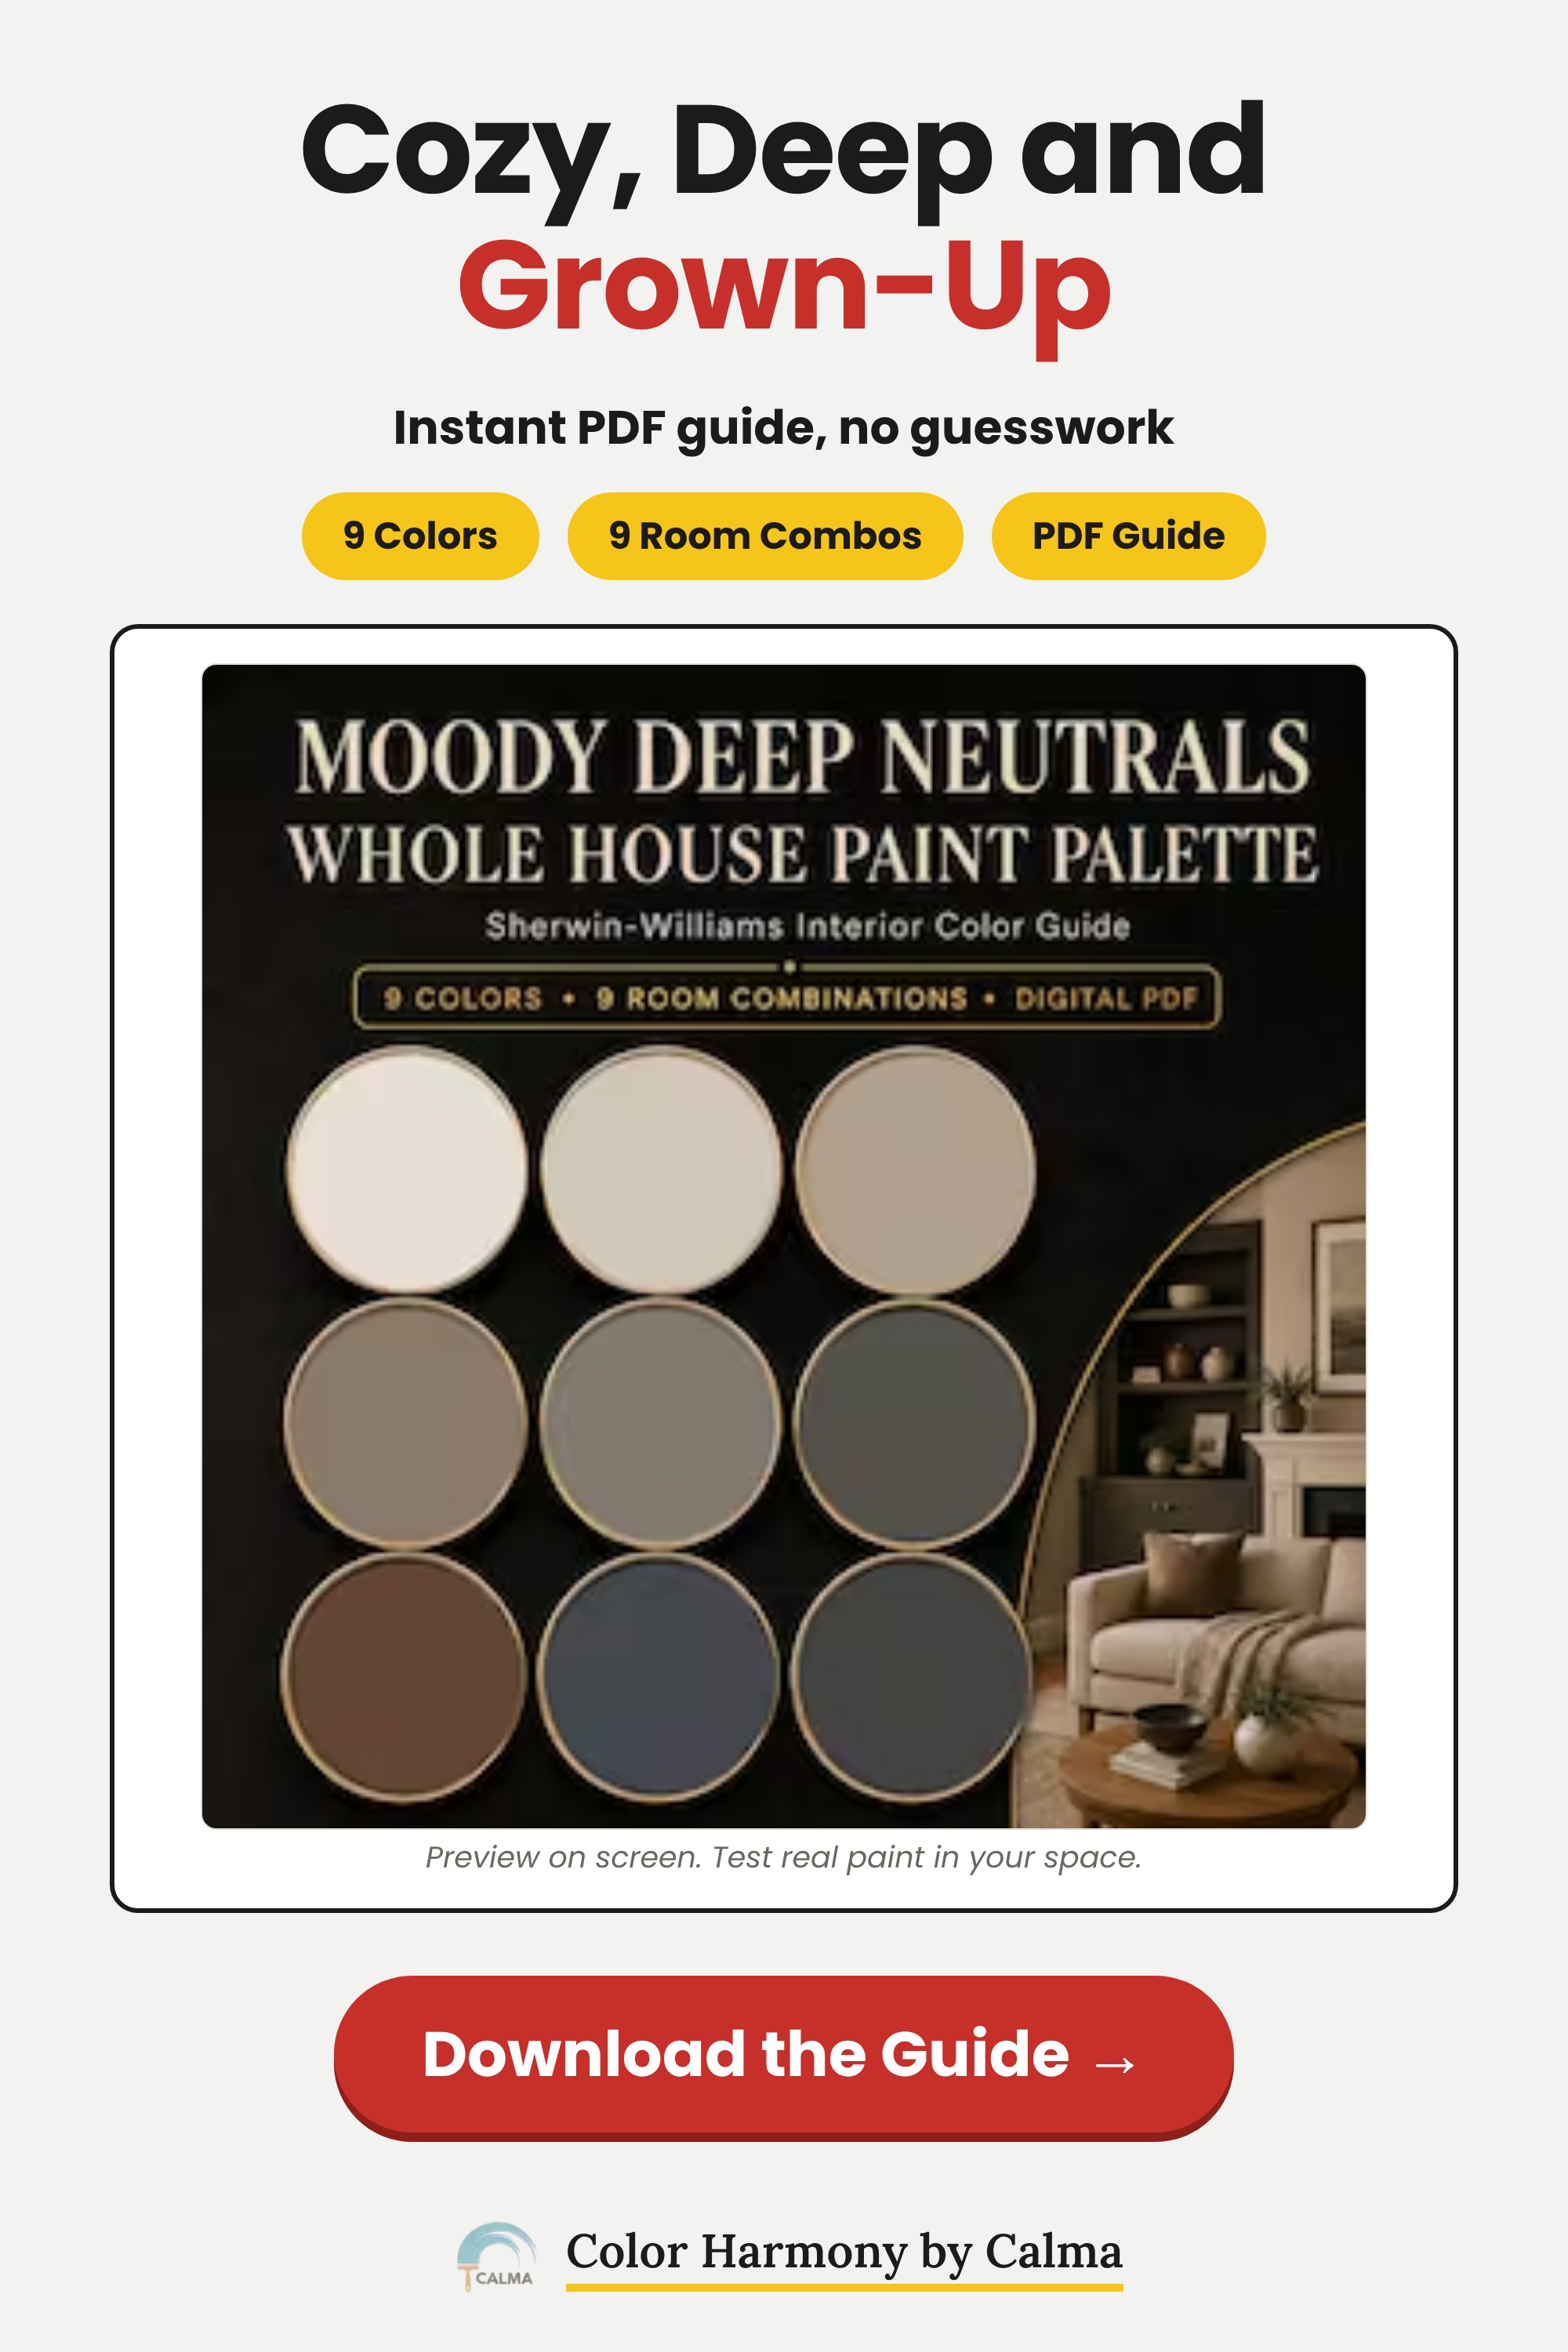 Cozy, Deep and
Grown-Up
Instant PDF guide, no guesswork
9 Colors
9 Room Combos
PDF Guide
MOODY DEEP NEUTRALS
WHOLE HOUSE PAINT PALETTE
Sherwin-Williams Interior Color Guide
9 COLORS • 9 ROOM COMBINATIONS • DIGITAL PDF
Preview on screen. Test real paint in your space.
Download the Guide →
CALMA
Color Harmony by Calma